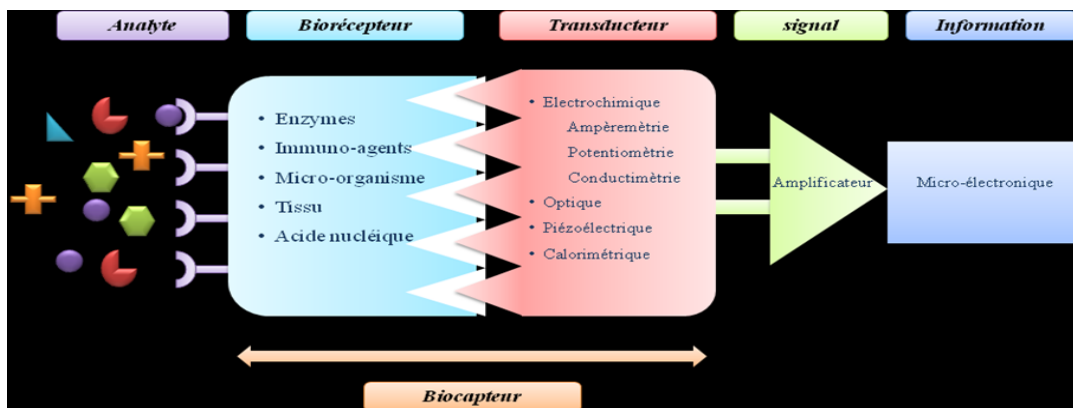 Analyte
Biorécepteur
Transducteur
signal
Information
• Enzymes
• Immuno-agents
• Micro-organisme
• Tissu
• Acide nucléique
• Electrochimique
Ampèremètrie
Potentiomètrie
Conductimètrie
• Optique
• Piézoélectrique
• Calorimétrique
Amplificateur
Micro-électronique
Biocapteur